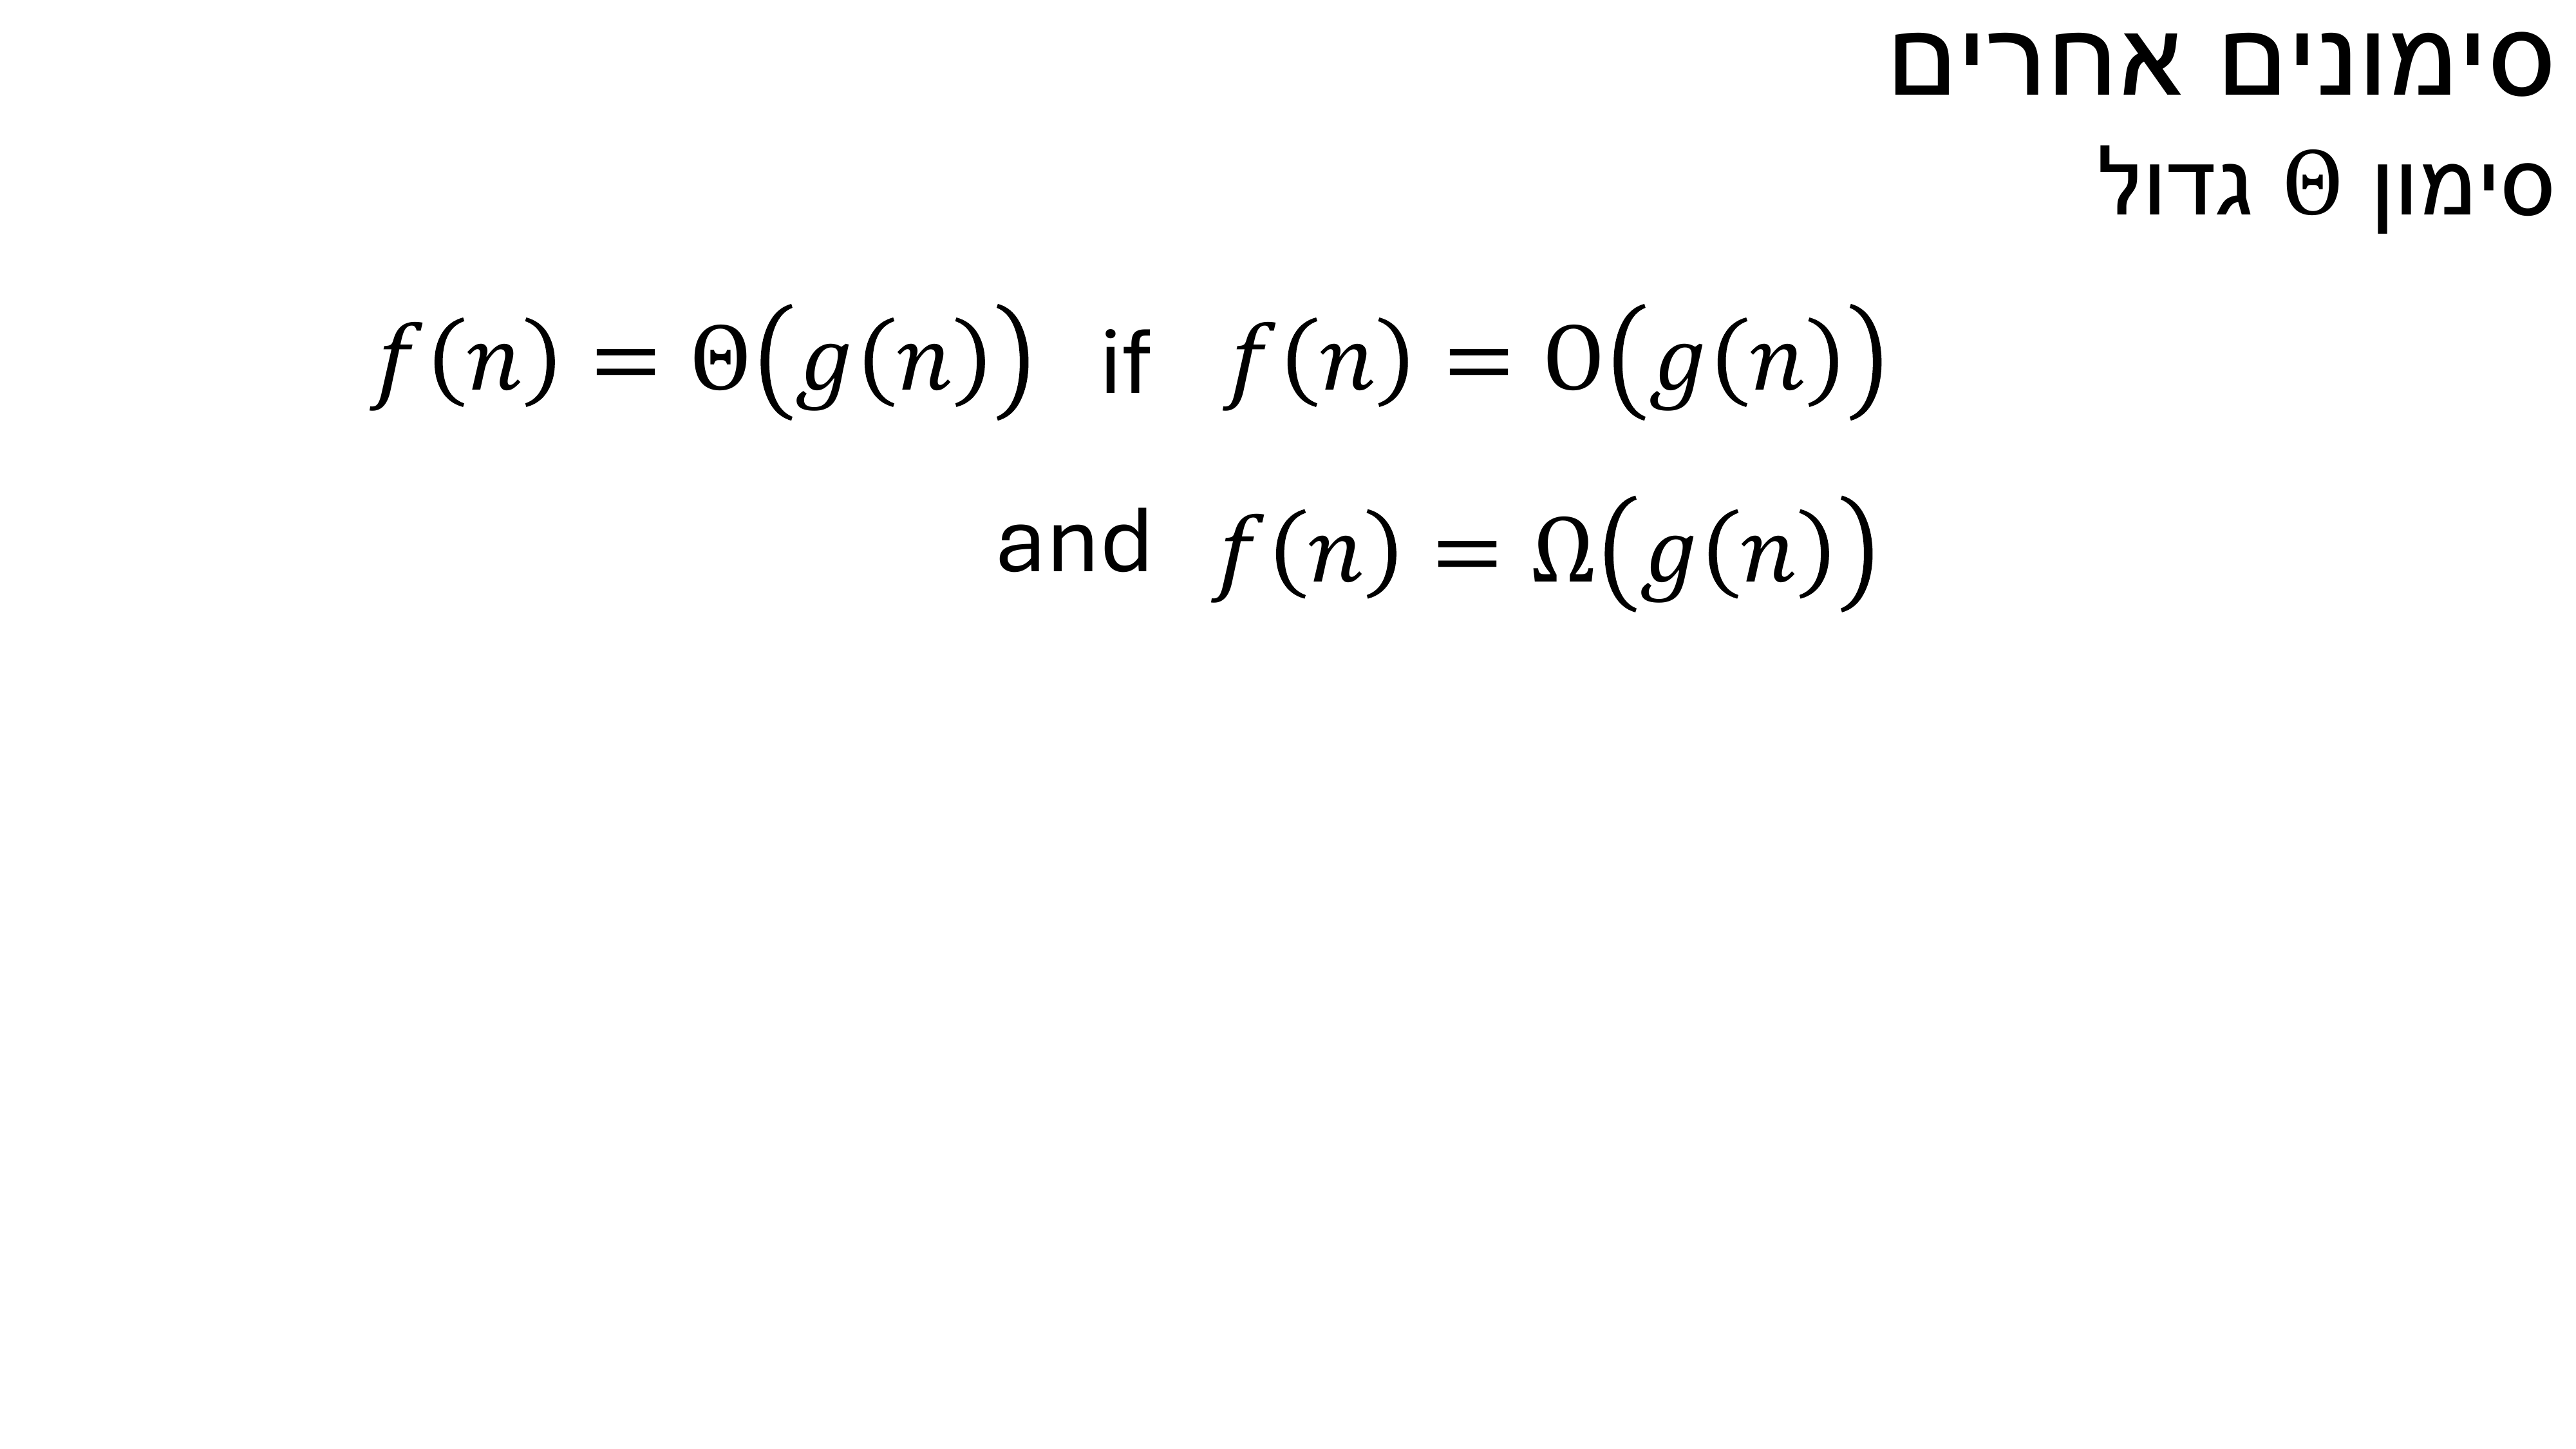 סימונים אחרים
סימון Θ גדול
f(n) = Θ(g(n)) if f(n) = O(g(n))
and f(n) = Ω(g(n))